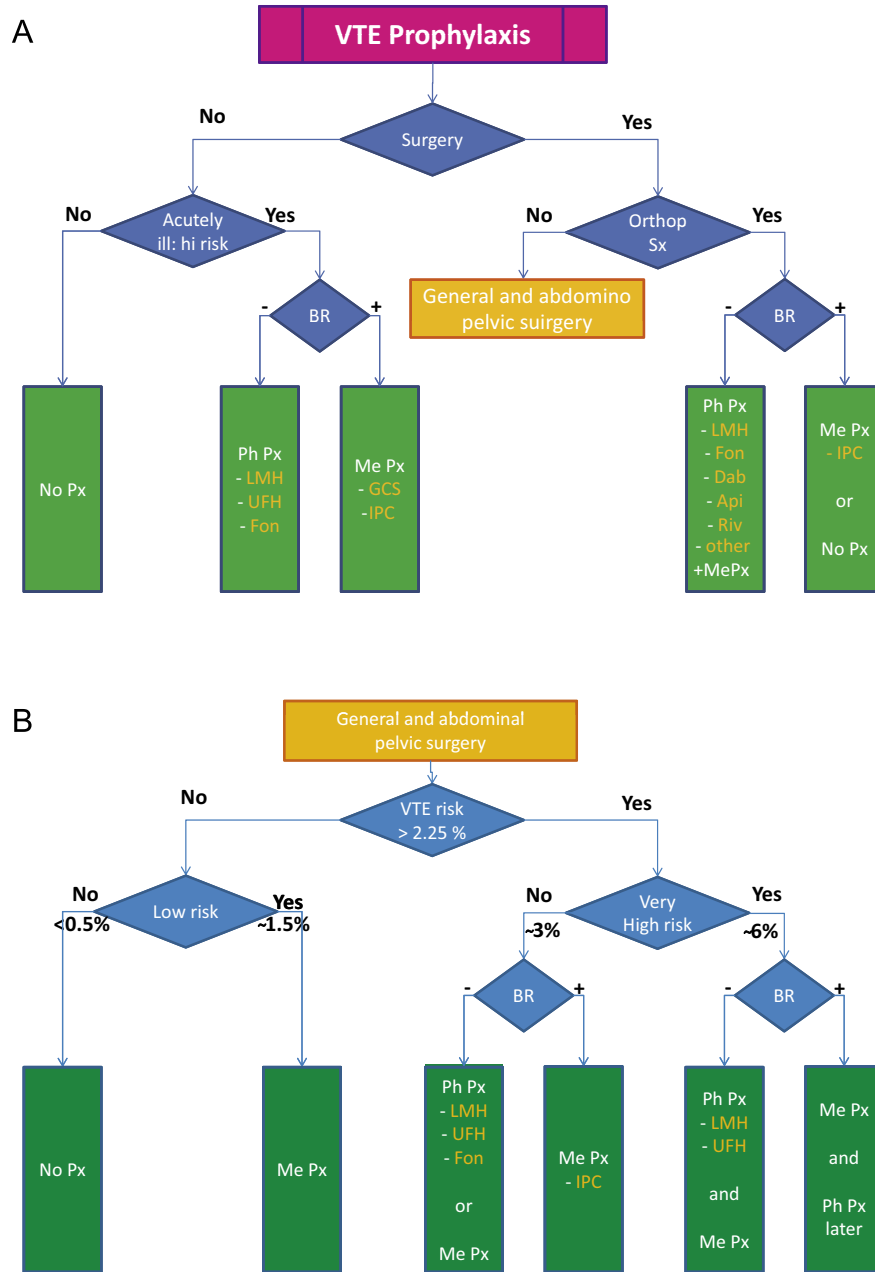 A
VTE Prophylaxis
No
Yes
Surgery
No
Acutely
ill: hi risk
Yes
No
Orthop
Sx
Yes
-
BR
+
General and abdomino
pelvic suirgery
-
BR
+
No Px
Ph Px
- LMH
- UFH
- Fon
Me Px
- GCS
-IPC
Ph Px
- LMH
- Fon
- Dab
- Api
- Riv
- other
+MePx
Me Px
- IPC
or
No Px
B
General and abdominal
pelvic surgery
No
Yes
VTE risk
> 2.25 %
No
<0.5%
Low risk
Yes
~1.5%
No
~3%
Very
High risk
Yes
~6%
-
BR
+
-
BR
+
No Px
Me Px
Ph Px
- LMH
- UFH
- Fon
or
Me Px
Me Px
- IPC
Ph Px
- LMH
- UFH
and
Me Px
Me Px
and
Ph Px
later